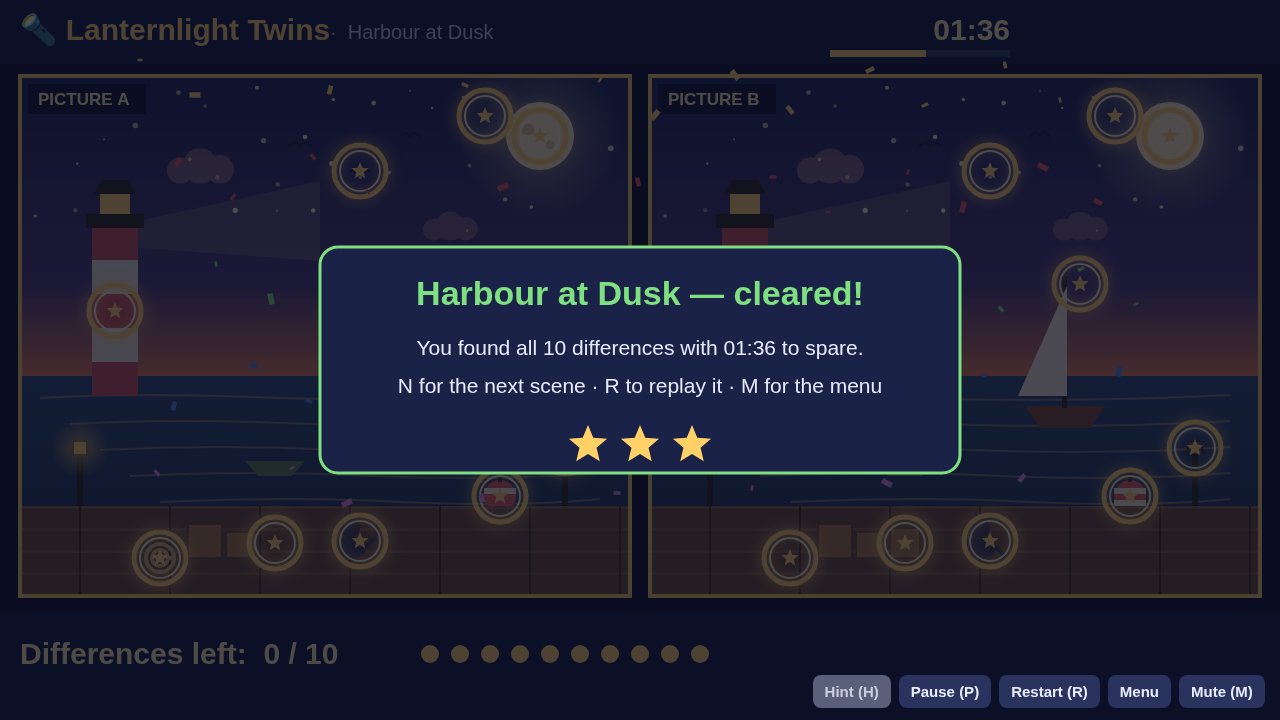 Lanternlight Twins · Harbour at Dusk
01:36
PICTURE A
PICTURE B
Harbour at Dusk — cleared!
You found all 10 differences with 01:36 to spare.
N for the next scene · R to replay it · M for the menu
Differences left: 0 / 10
Hint (H)
Pause (P)
Restart (R)
Menu
Mute (M)